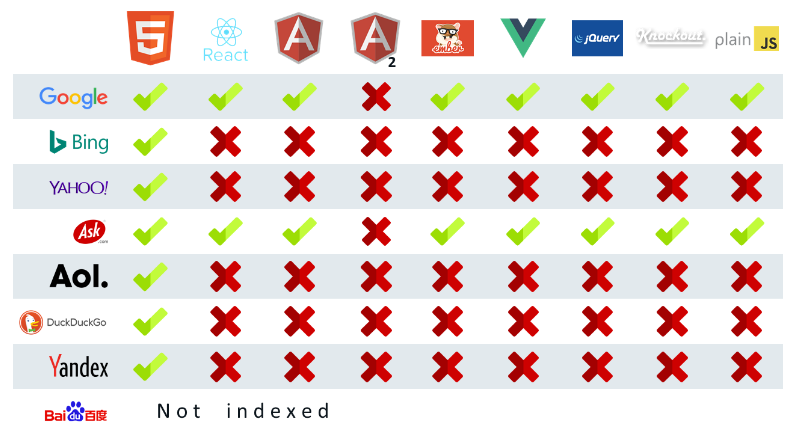 5 React A A 2 ember jQuery Knockout. plain JS
Google
Bing
YAHOO!
Ask .com
Aol.
DuckDuckGo
Yandex
Bai du 百度 Not indexed